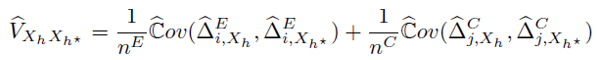 $\widehat{V}_{X_h X_{h^\star}} = \frac{1}{n^E} \widehat{\mathbb{C}}ov(\widehat{\Delta}^E_{i,X_h}, \widehat{\Delta}^E_{i,X_{h^\star}}) + \frac{1}{n^C} \widehat{\mathbb{C}}ov(\widehat{\Delta}^C_{j,X_h}, \widehat{\Delta}^C_{j,X_{h^\star}})$